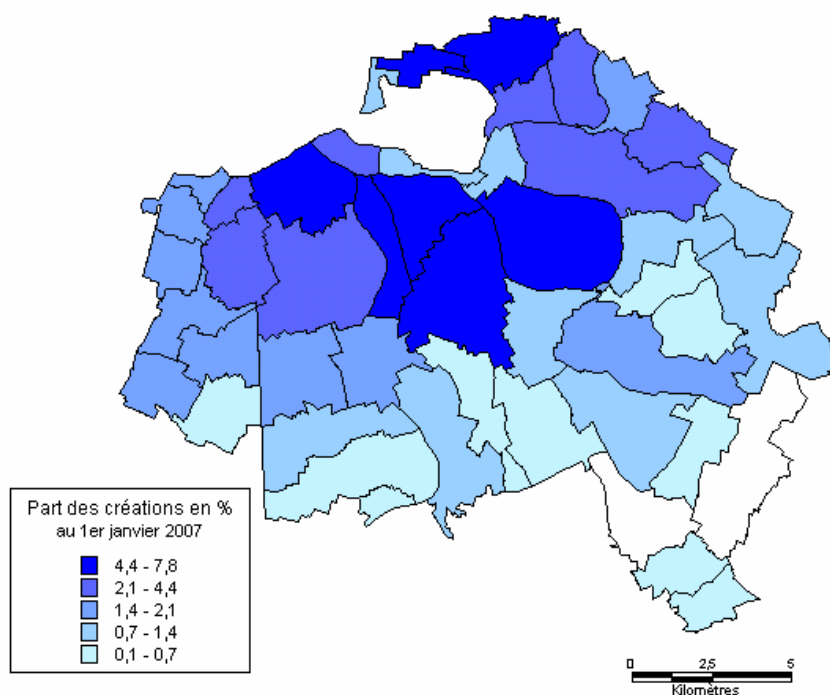 Part des créations en %
au 1er janvier 2007
4,4 - 7,8
2,1 - 4,4
1,4 - 2,1
0,7 - 1,4
0,1 - 0,7
0 2,5 5
Kilomètres